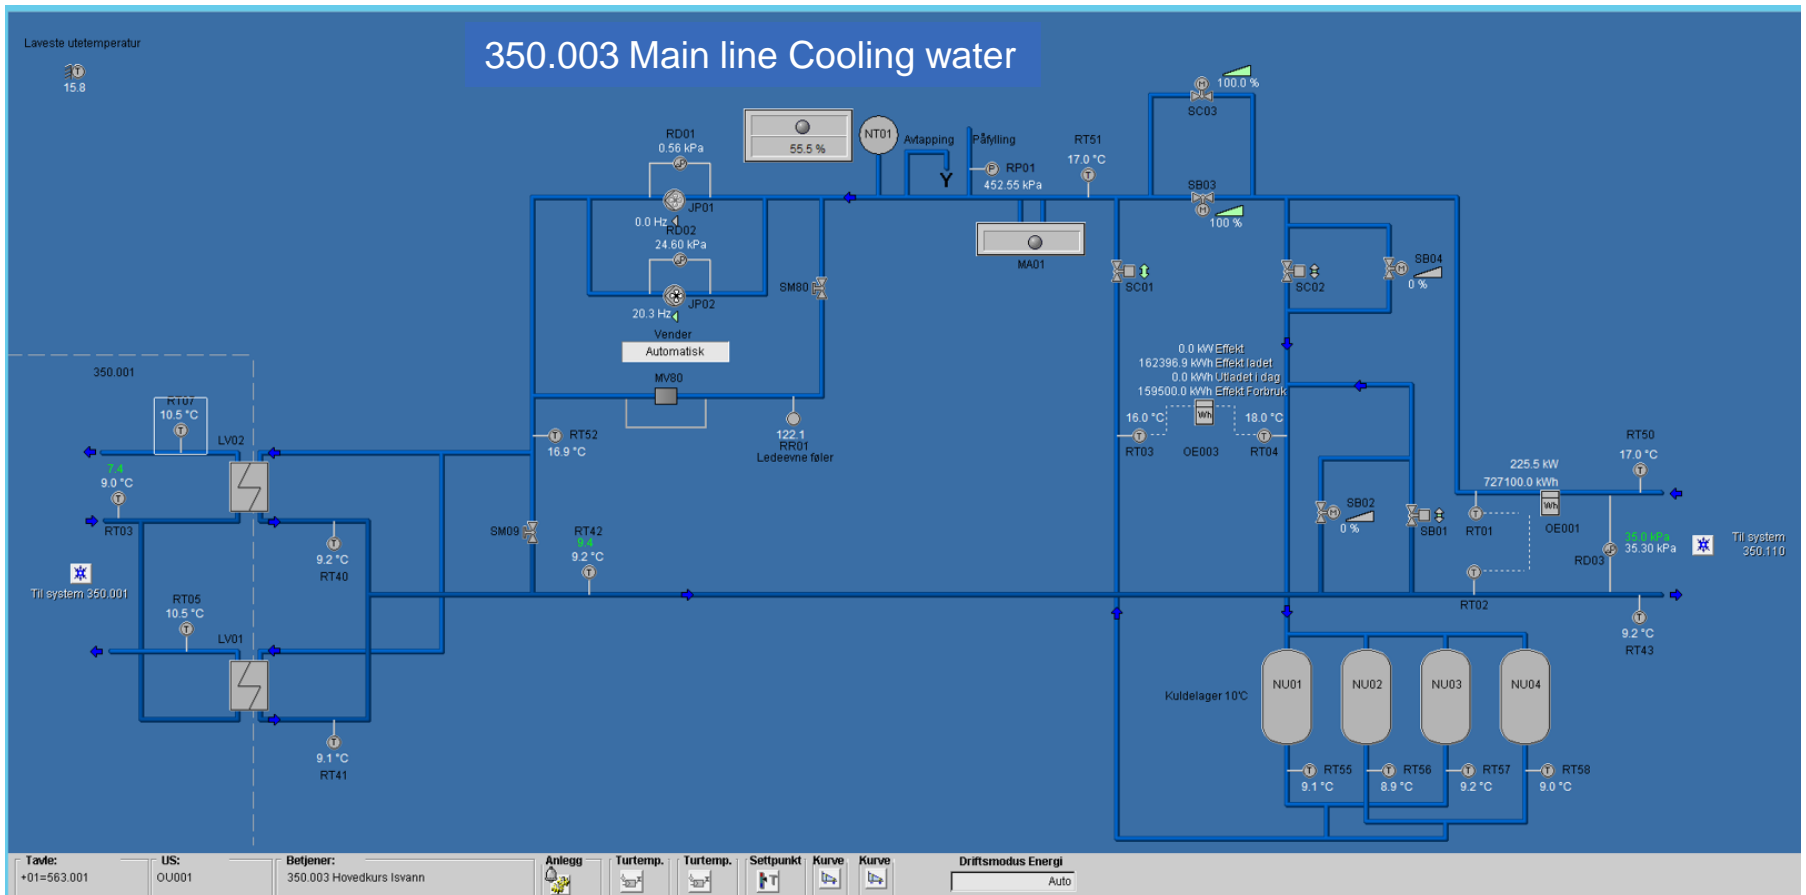 350.003 Main line Cooling water
Laveste utetemperatur
15.8
100.0 %
SC03
RD01
0.56 kPa
55.5 %
NT01
Avtapping
Påfylling
RT51
17.0 °C
RP01
452.55 kPa
SB03
100 %
JP01
0.0 Hz
RD02
24.60 kPa
MA01
SM80
SC01
SC02
SB04
0 %
JP02
20.3 Hz
Vender
Automatisk
0.0 kW Effekt
162396.9 kWh Effekt ladet
0.0 kWh Utladet i dag
159500.0 kWh Effekt Forbruk
350.001
MV80
RT07
10.5 °C
Wh
16.0 °C
18.0 °C
RT03
OE003
RT04
122.1
RR01
Ledeevne føler
LV02
RT52
16.9 °C
RT50
17.0 °C
7.4
9.0 °C
RT03
225.5 kW
727100.0 kWh
Wh
SB02
0 %
SB01
RT01
OE001
SM09
RT42
9.4
9.2 °C
9.2 °C
RT40
35.0 kPa
35.30 kPa
RD03
Til system
350.110
Til system 350.001
RT05
10.5 °C
RT02
LV01
9.2 °C
RT43
Kuldelager 10°C
NU01
NU02
NU03
NU04
9.1 °C
RT41
RT55
9.1 °C
RT56
8.9 °C
RT57
9.2 °C
RT58
9.0 °C
Tavle:
+01=563.001
US:
OU001
Betjener:
350.003 Hovedkurs Isvann
Anlegg
Turtemp.
Turtemp.
Settpunkt
Kurve
Kurve
Driftsmodus Energi
Auto